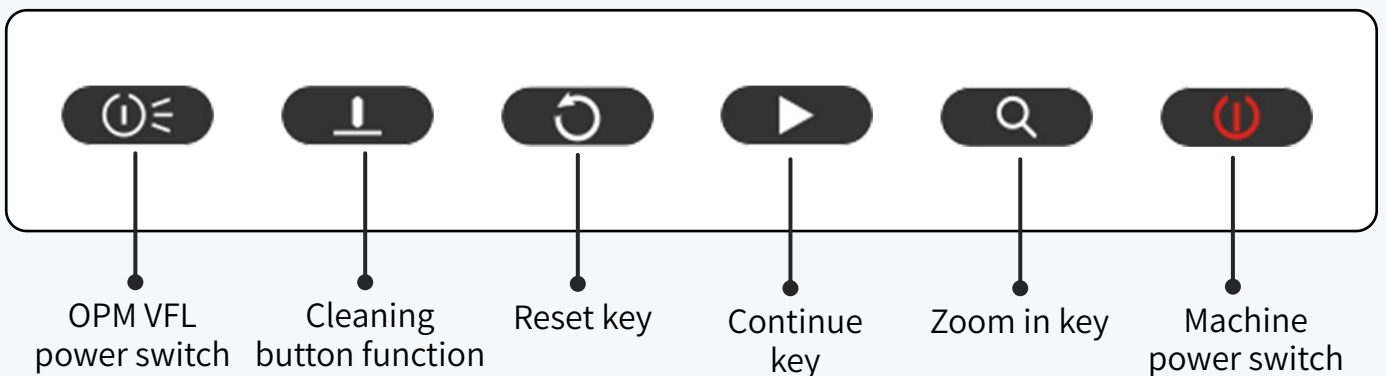 OPM VFL
power switch
Cleaning
button function
Reset key
Continue
key
Zoom in key
Machine
power switch